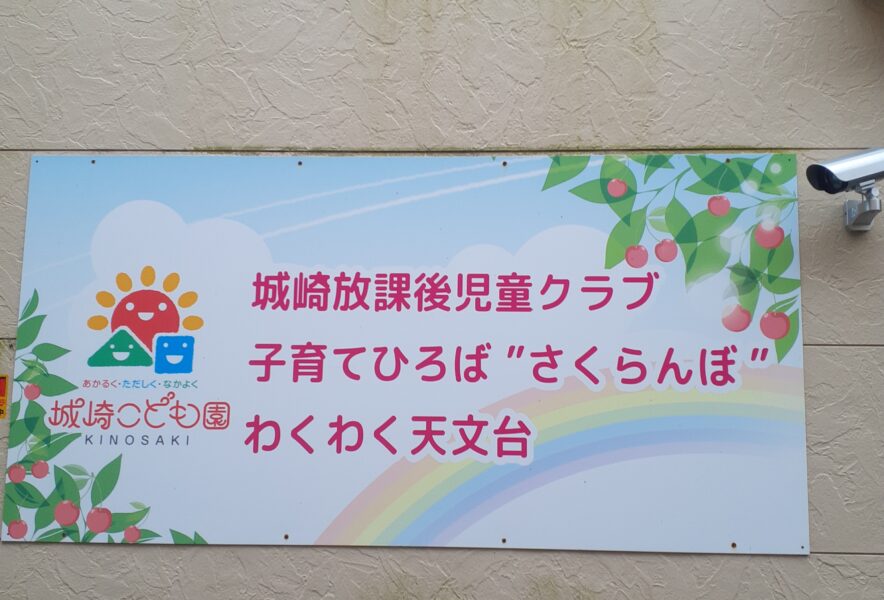 城崎放課後児童クラブ
子育てひろば"さくらんぼ"
わくわく天文台
あかるく・ただしく・なかよく
城崎こども園
KINOSAKI